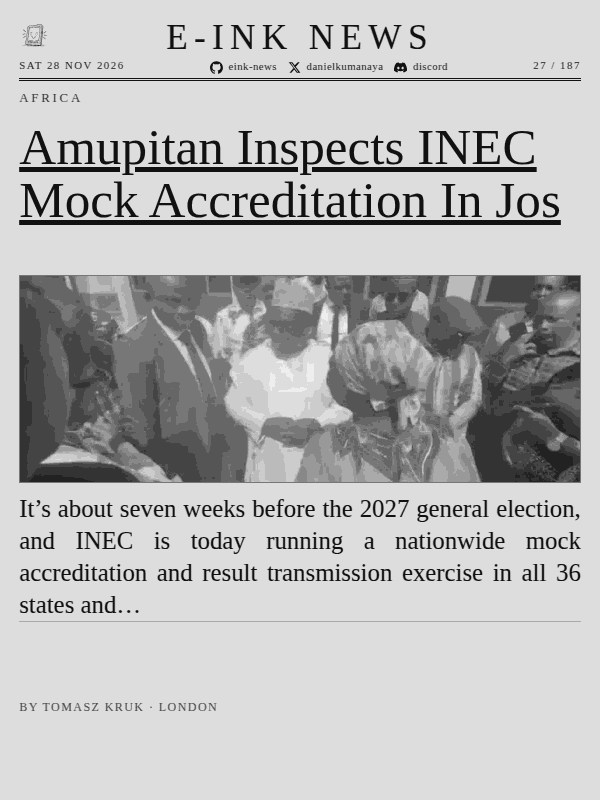 E-INK NEWS
SAT 28 NOV 2026
eink-news
danielkumanaya
discord
27 / 187
AFRICA
Amupitan Inspects INEC
Mock Accreditation In Jos
It’s about seven weeks before the 2027 general election,
and INEC is today running a nationwide mock
accreditation and result transmission exercise in all 36
states and…
BY TOMASZ KRUK · LONDON